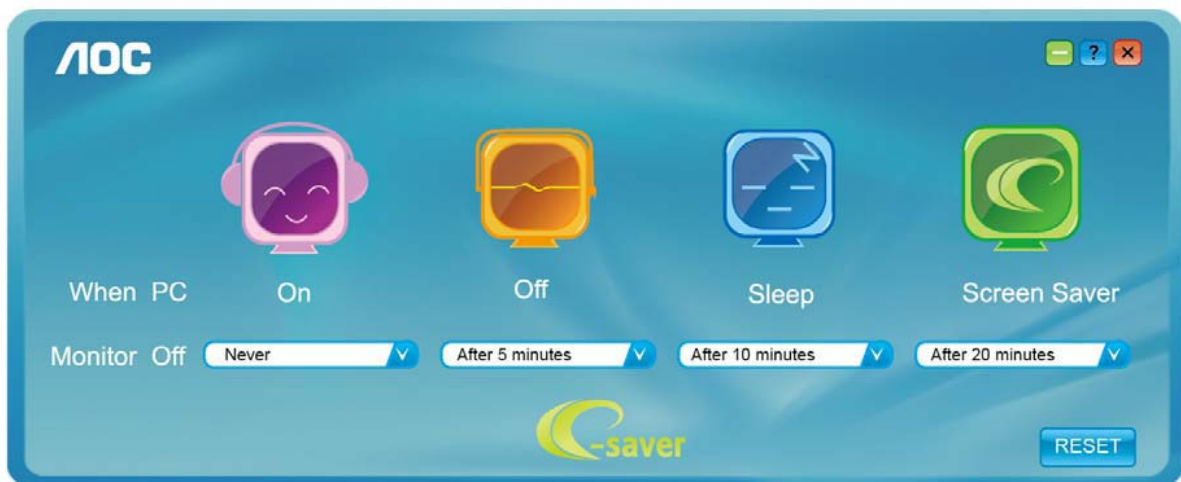 AOC
?
When PC On Off Sleep Screen Saver
Monitor Off Never After 5 minutes After 10 minutes After 20 minutes
e-saver
RESET